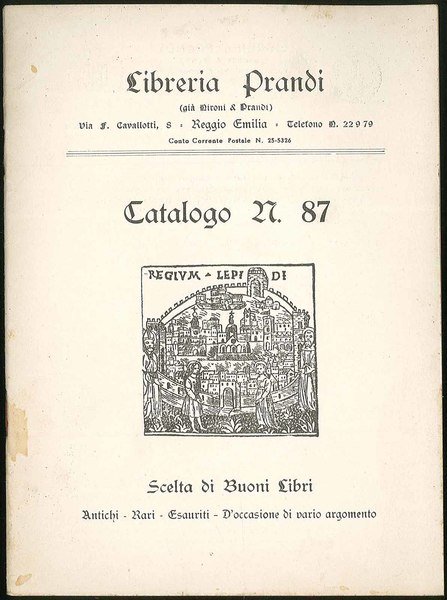 Libreria Prandi
(già Nironi & Prandi)
Via F. Cavallotti, 8 - Reggio Emilia - Telefono N. 22979
Conto Corrente Postale N. 25-5326
Catalogo N. 87
REGIVM - LEPIDI
Scelta di Buoni Libri
Antichi - Rari - Esauriti - D'occasione di vario argomento